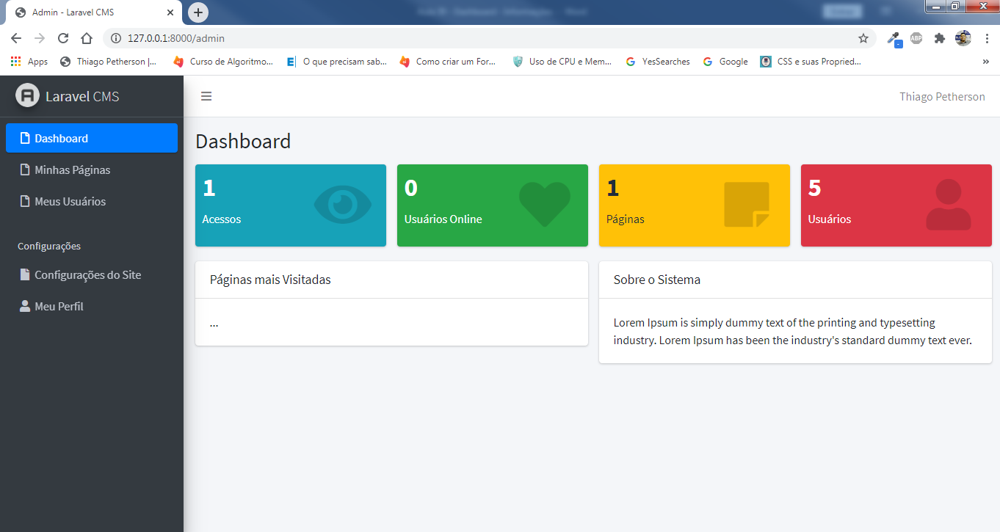 Admin - Laravel CMS
127.0.0.1:8000/admin
ABP
Apps
Thiago Petherson |...
Curso de Algoritmo...
O que precisam sab...
Como criar um For...
Uso de CPU e Mem...
YesSearches
Google
CSS e suas Propried...
»
Laravel CMS
Thiago Petherson
Dashboard
Minhas Páginas
Meus Usuários
Configurações
Configurações do Site
Meu Perfil
Dashboard
1
Acessos
0
Usuários Online
1
Páginas
5
Usuários
Páginas mais Visitadas
...
Sobre o Sistema
Lorem Ipsum is simply dummy text of the printing and typesetting
industry. Lorem Ipsum has been the industry's standard dummy text ever.